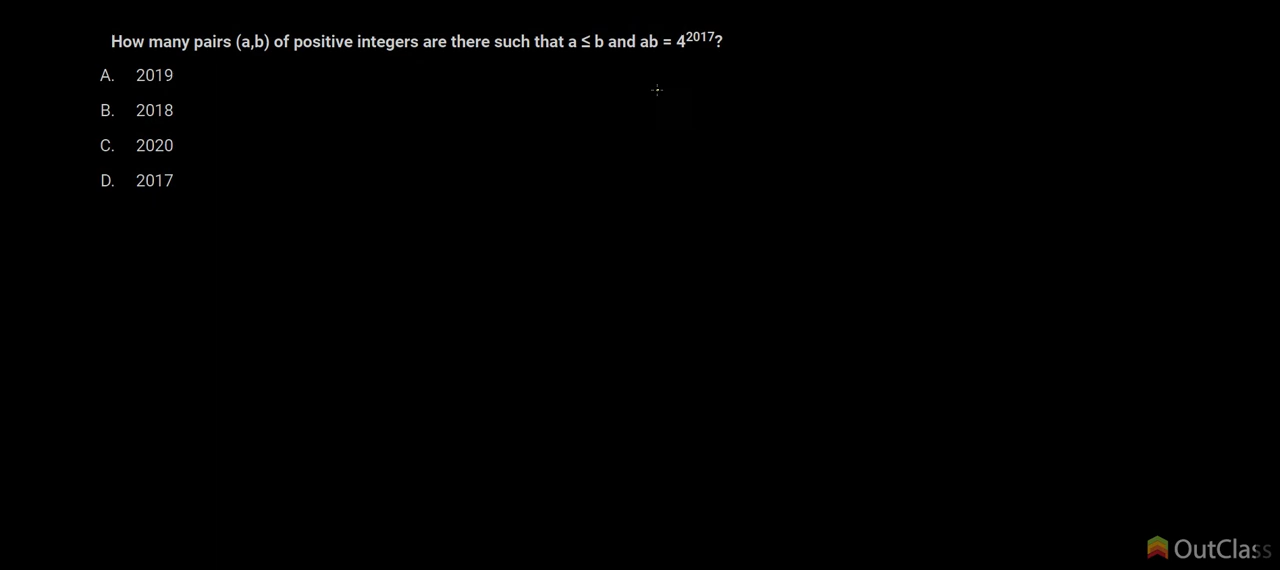 How many pairs (a,b) of positive integers are there such that a ≤ b and ab = 4²⁰¹⁷?
A. 2019
B. 2018
C. 2020
D. 2017
OutClass